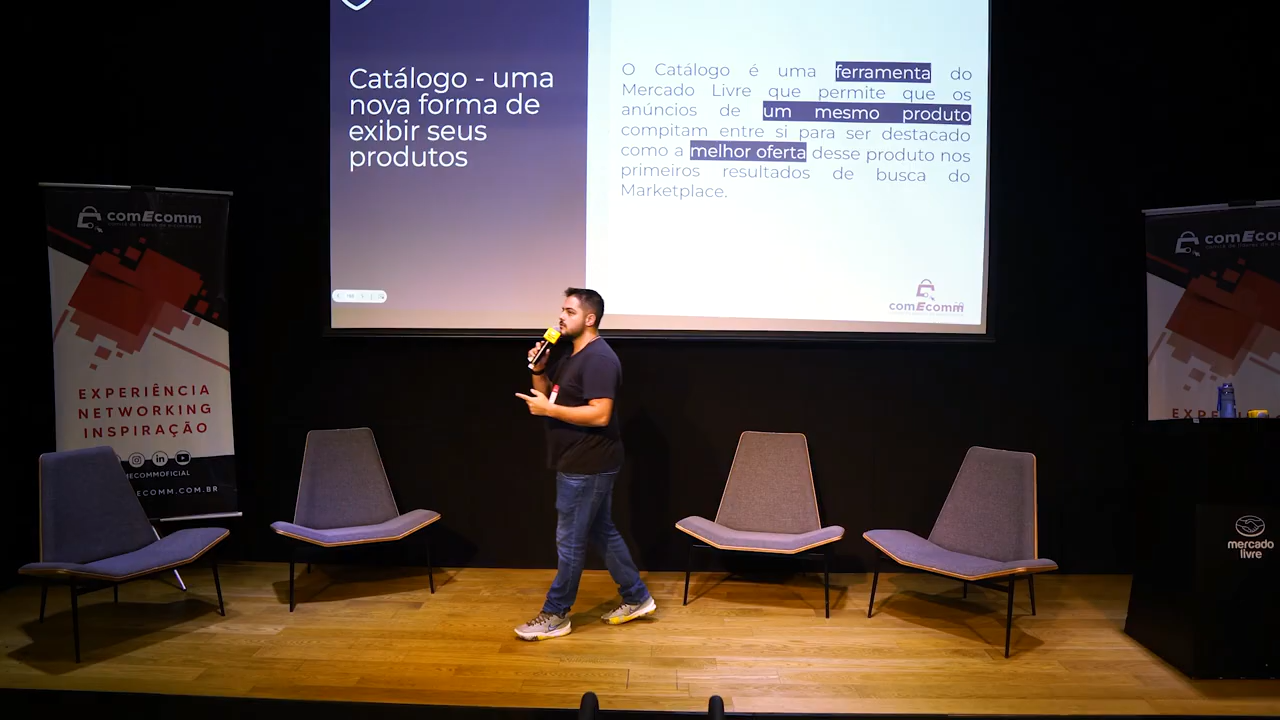 Catálogo - uma
nova forma de
exibir seus
produtos
O Catálogo é uma ferramenta do
Mercado Livre que permite que os
anúncios de um mesmo produto
compitam entre si para ser destacado
como a melhor oferta desse produto nos
primeiros resultados de busca do
Marketplace.
comEcomm
comEcomm
EXPERIÊNCIA
NETWORKING
INSPIRAÇÃO
ECOMMOFICIAL
ECOMM.COM.BR
comEco
EXPE
mercado
livre